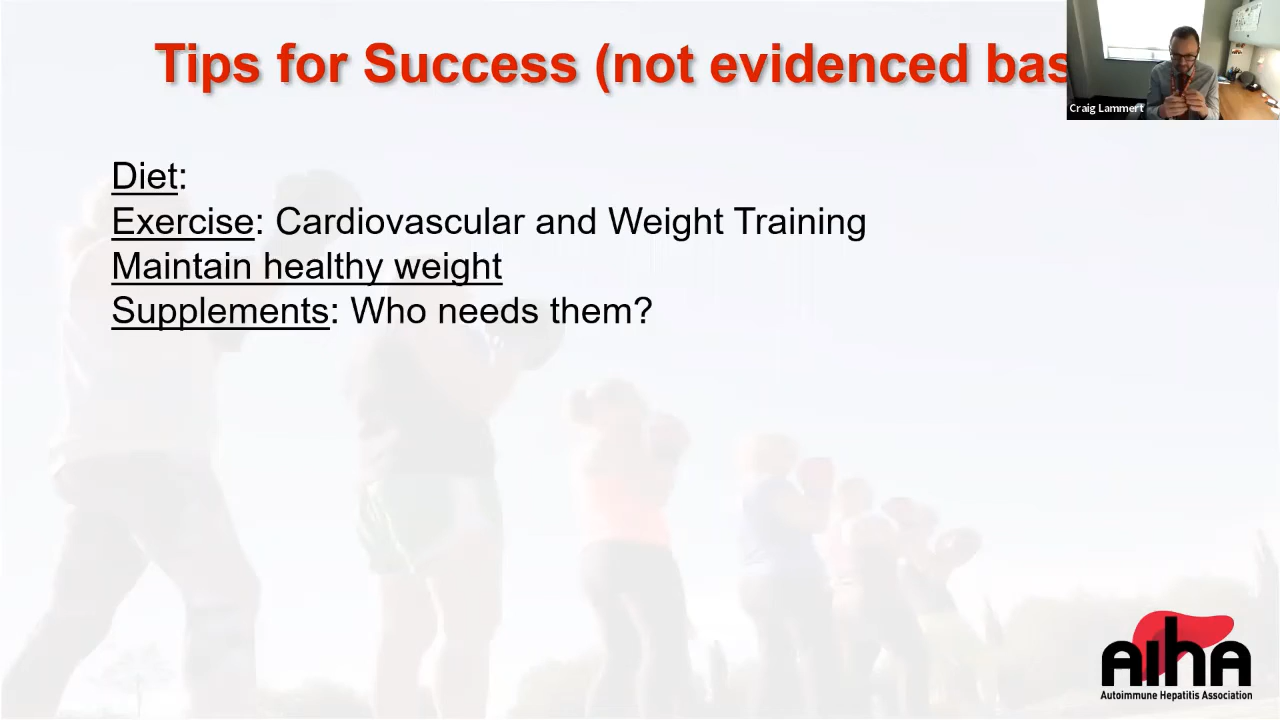 Tips for Success (not evidenced bas
Craig Lammert
Diet:
Exercise: Cardiovascular and Weight Training
Maintain healthy weight
Supplements: Who needs them?
AIHA
Autoimmune Hepatitis Association